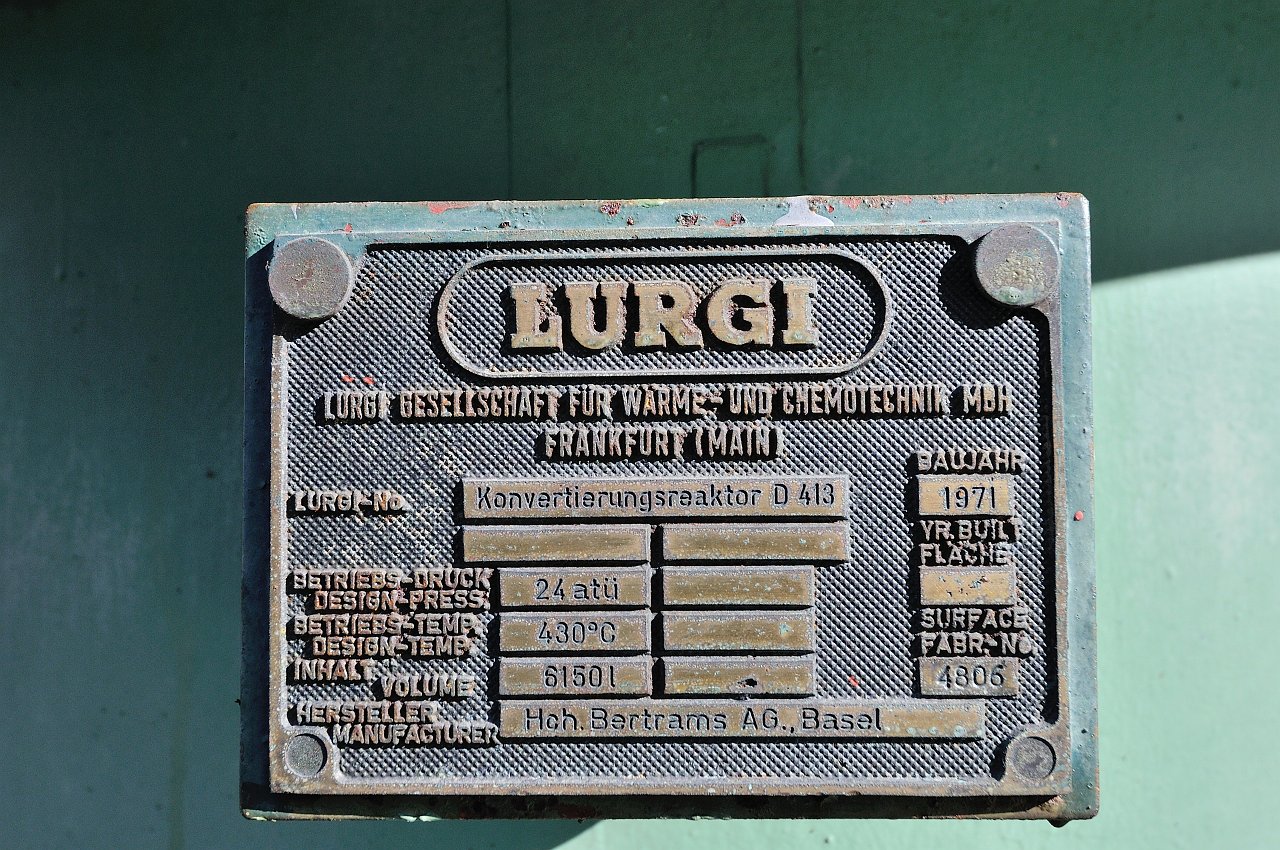 LURGI
LURGI GESELLSCHAFT FÜR WÄRME- UND CHEMOTECHNIK MBH
FRANKFURT (MAIN)
LURGI-NO. Konvertierungsreaktor D 413
BAUJAHR
1971
YR. BUILT
BETRIEBS-DRUCK
DESIGN-PRESS. 24 atü
FLÄCHE
SURFACE
BETRIEBS-TEMP.
DESIGN-TEMP. 430°C
INHALT
VOLUME 6150 l
FABR-NO.
4806
HERSTELLER
MANUFACTURER Hch. Bertrams AG., Basel